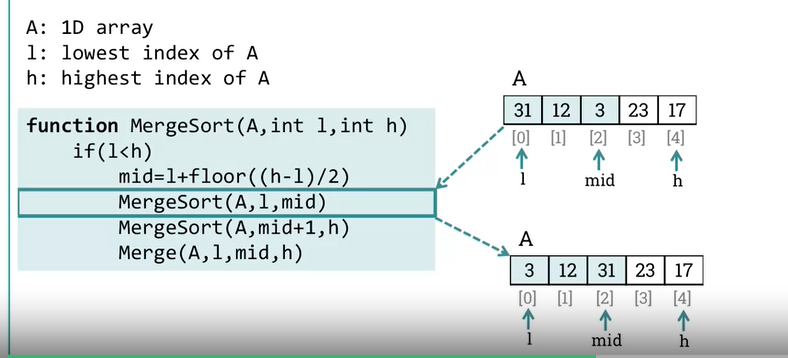 A: 1D array
l: lowest index of A
h: highest index of A
function MergeSort(A,int l,int h)
if(l<h)
mid=l+floor((h-l)/2)
MergeSort(A,l,mid)
MergeSort(A,mid+1,h)
Merge(A,l,mid,h)
A
31 12 3 23 17
[0] [1] [2] [3] [4]
l mid h
A
3 12 31 23 17
[0] [1] [2] [3] [4]
l mid h